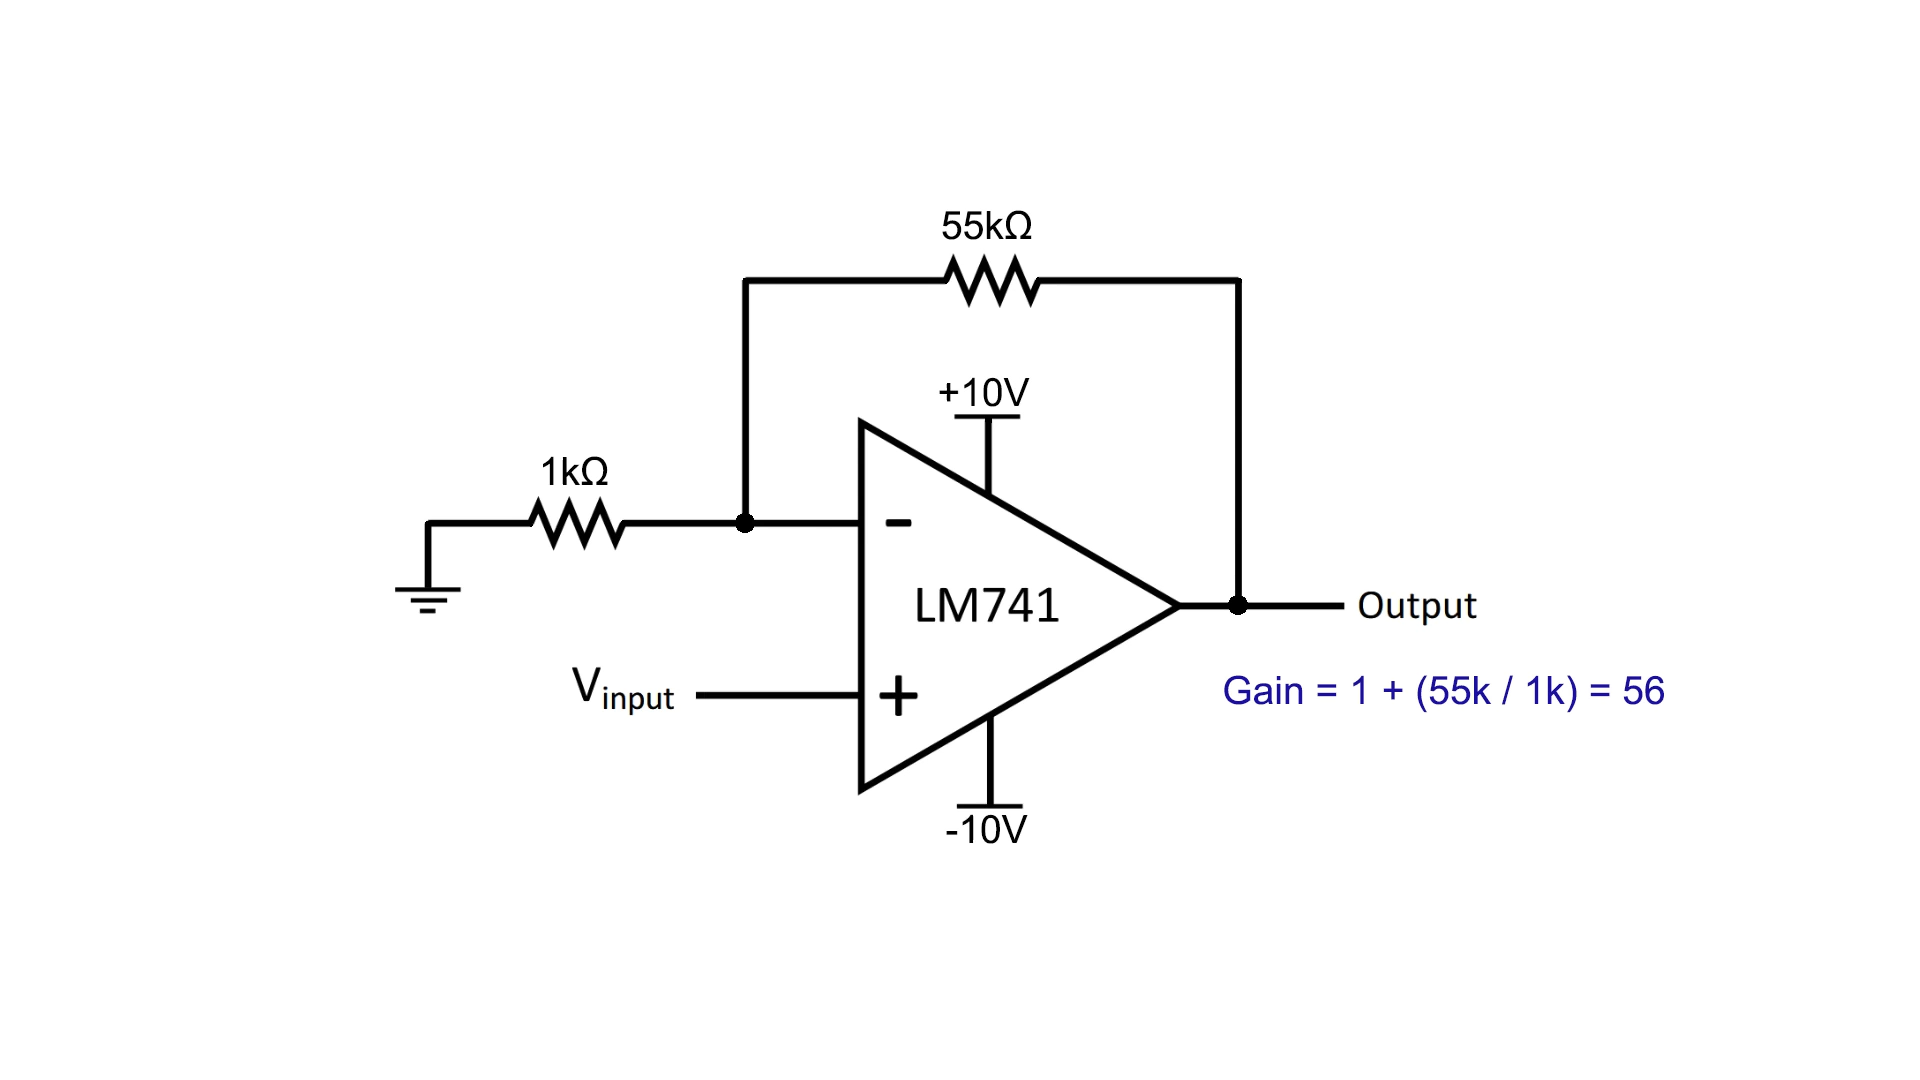 55kΩ
+10V
1kΩ
-
LM741
Output
Vinput
+
Gain = 1 + (55k / 1k) = 56
-10V